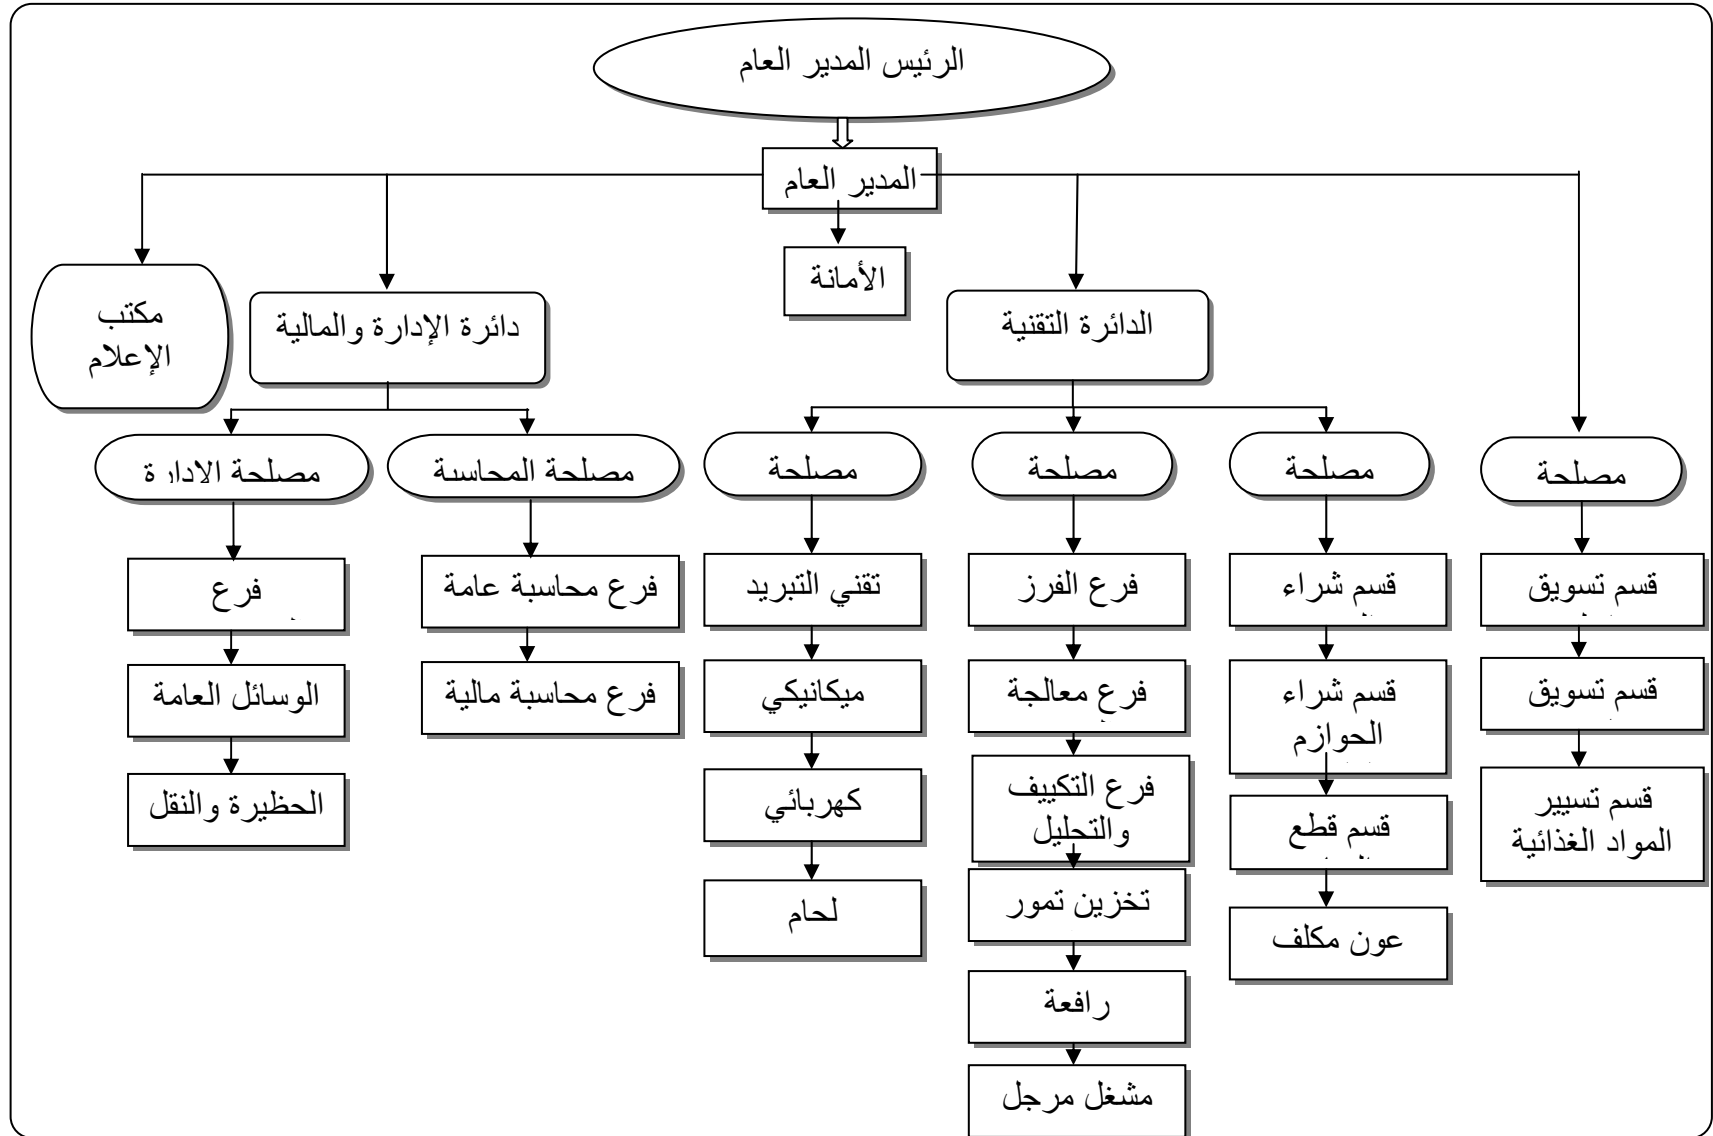 الرئيس المدير العام
المدير العام
الأمانة
الدائرة التقنية
دائرة الإدارة والمالية
مكتب
الإعلام
مصلحة
مصلحة
مصلحة
مصلحة
مصلحة المحاسبة
مصلحة الادارة
قسم تسويق
قسم شراء
فرع الفرز
تقني التبريد
فرع محاسبة عامة
فرع
قسم تسويق
قسم شراء
الحوازم
فرع معالجة
ميكانيكي
فرع محاسبة مالية
الوسائل العامة
قسم تسيير
المواد الغذائية
قسم قطع
فرع التكييف
والتحليل
كهربائي
الحظيرة والنقل
عون مكلف
تخزين تمور
لحام
رافعة
مشغل مرجل